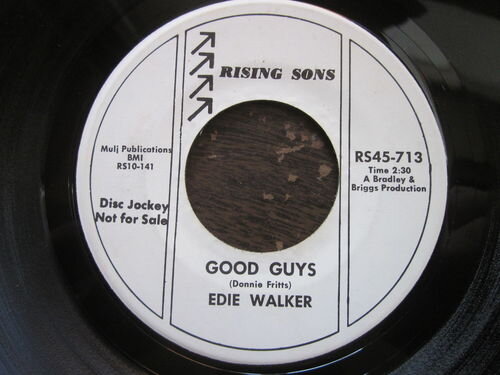 RISING SONS
Mulj Publications
BMI
RS10-141
Disc Jockey
Not for Sale
RS45-713
Time 2:30
A Bradley &
Briggs Production
GOOD GUYS
(Donnie Fritts)
EDIE WALKER